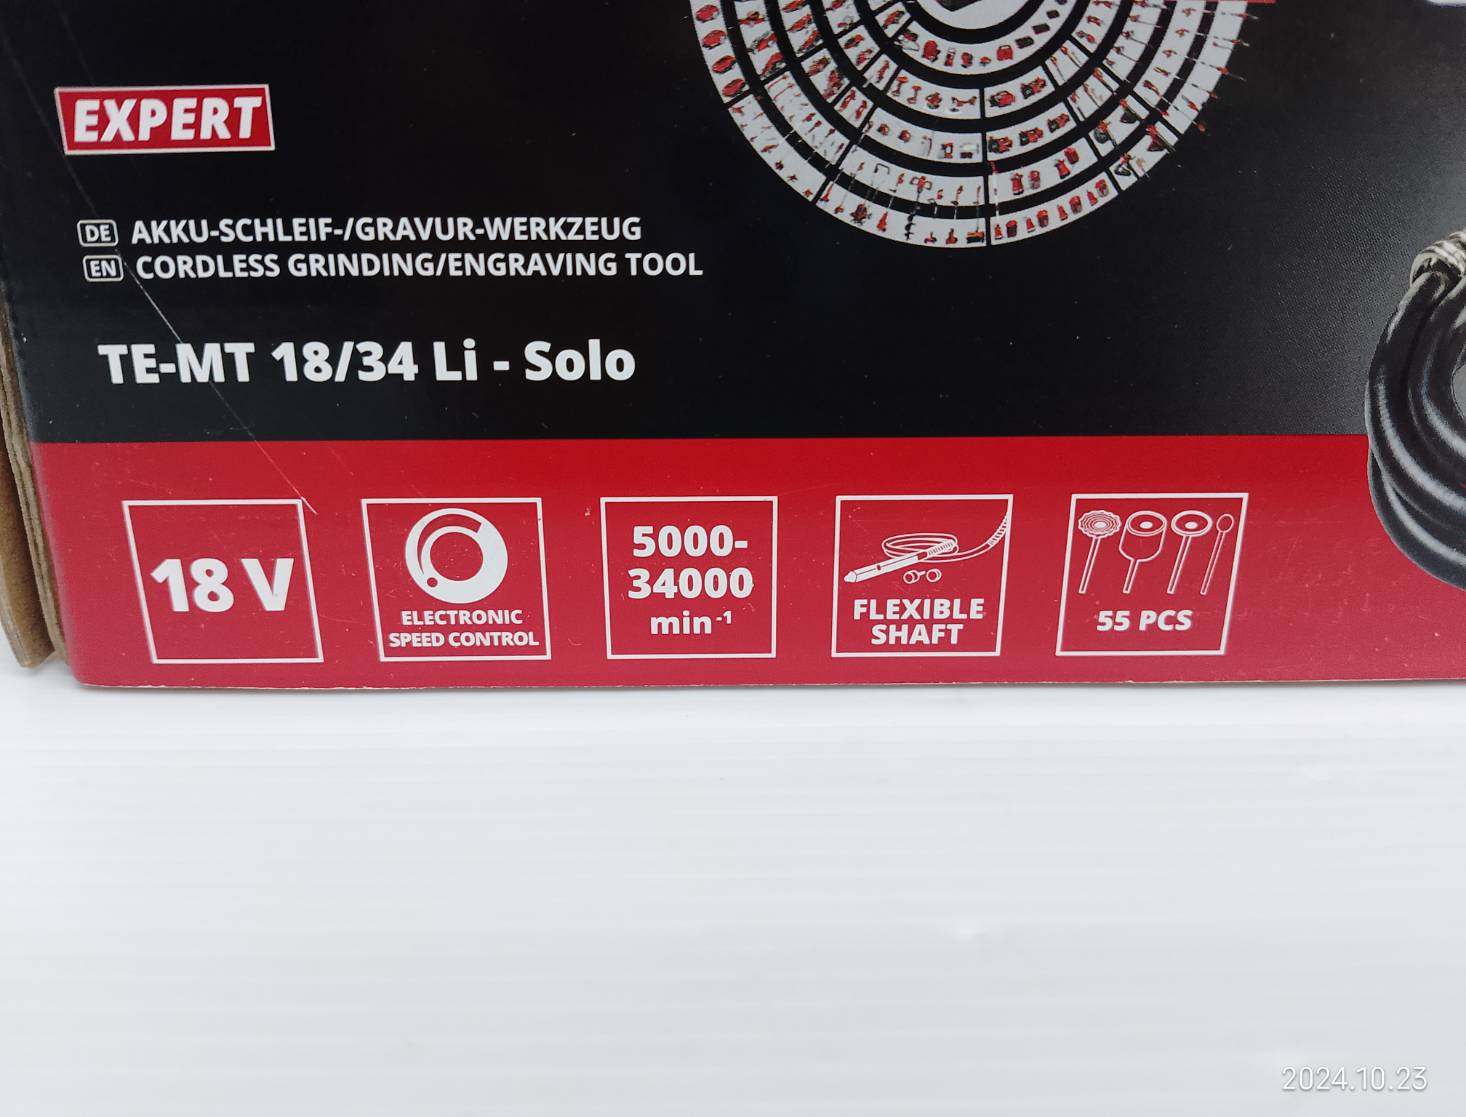 EXPERT
DE AKKU-SCHLEIF-/GRAVUR-WERKZEUG
EN CORDLESS GRINDING/ENGRAVING TOOL
TE-MT 18/34 Li - Solo
18 V
ELECTRONIC
SPEED CONTROL
5000-
34000
min⁻¹
FLEXIBLE
SHAFT
55 PCS
2024.10.23